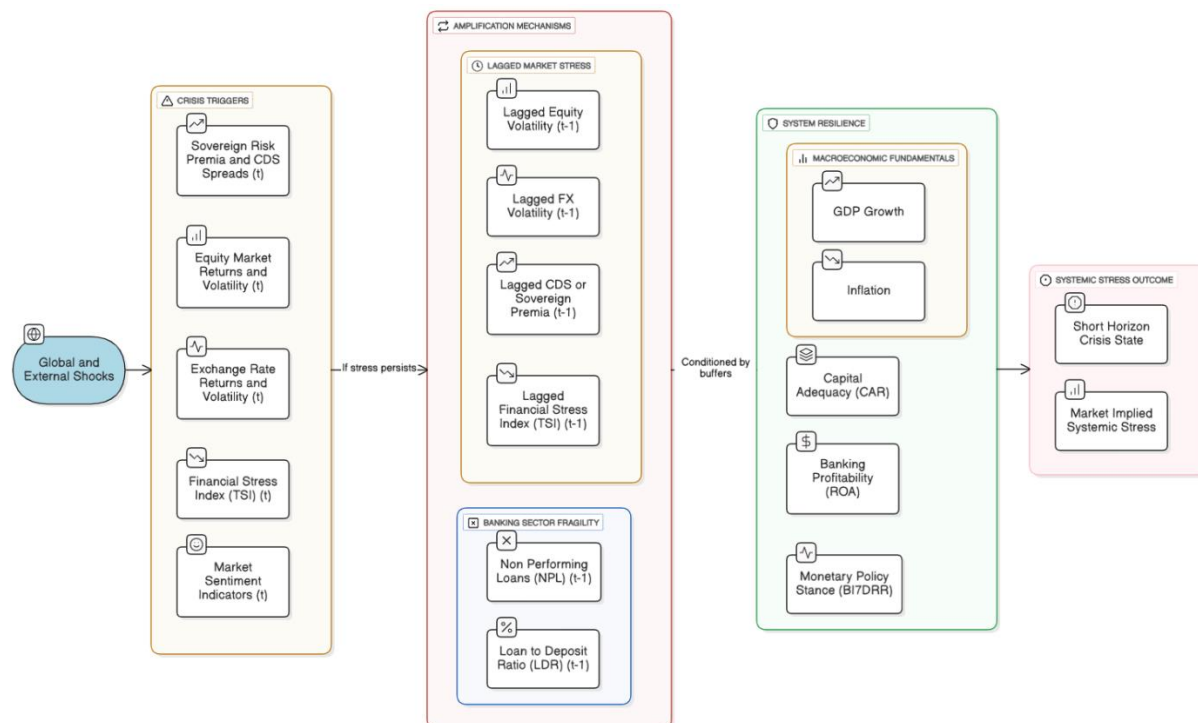 Global and
External Shocks
CRISIS TRIGGERS
Sovereign Risk
Premia and CDS
Spreads (t)
Equity Market
Returns and
Volatility (t)
Exchange Rate
Returns and
Volatility (t)
Financial Stress
Index (TSI) (t)
Market
Sentiment
Indicators (t)
If stress persists
AMPLIFICATION MECHANISMS
LAGGED MARKET STRESS
Lagged Equity
Volatility (t-1)
Lagged FX
Volatility (t-1)
Lagged CDS or
Sovereign
Premia (t-1)
Lagged
Financial Stress
Index (TSI) (t-1)
BANKING SECTOR FRAGILITY
Non Performing
Loans (NPL) (t-1)
Loan to Deposit
Ratio (LDR) (t-1)
Conditioned by
buffers
SYSTEM RESILIENCE
MACROECONOMIC FUNDAMENTALS
GDP Growth
Inflation
Capital
Adequacy (CAR)
Banking
Profitability
(ROA)
Monetary Policy
Stance (BI7DRR)
SYSTEMIC STRESS OUTCOME
Short Horizon
Crisis State
Market Implied
Systemic Stress